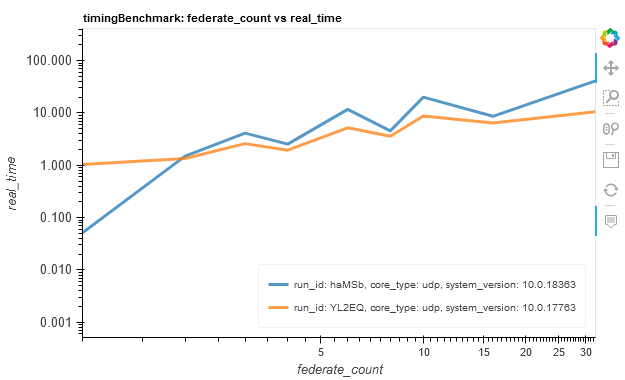 timingBenchmark: federate_count vs real_time
100.000
10.000
1.000
0.100
0.010
0.001
real_time
run_id: haMSb, core_type: udp, system_version: 10.0.18363
run_id: YL2EQ, core_type: udp, system_version: 10.0.17763
5 10 15 20 25 30
federate_count